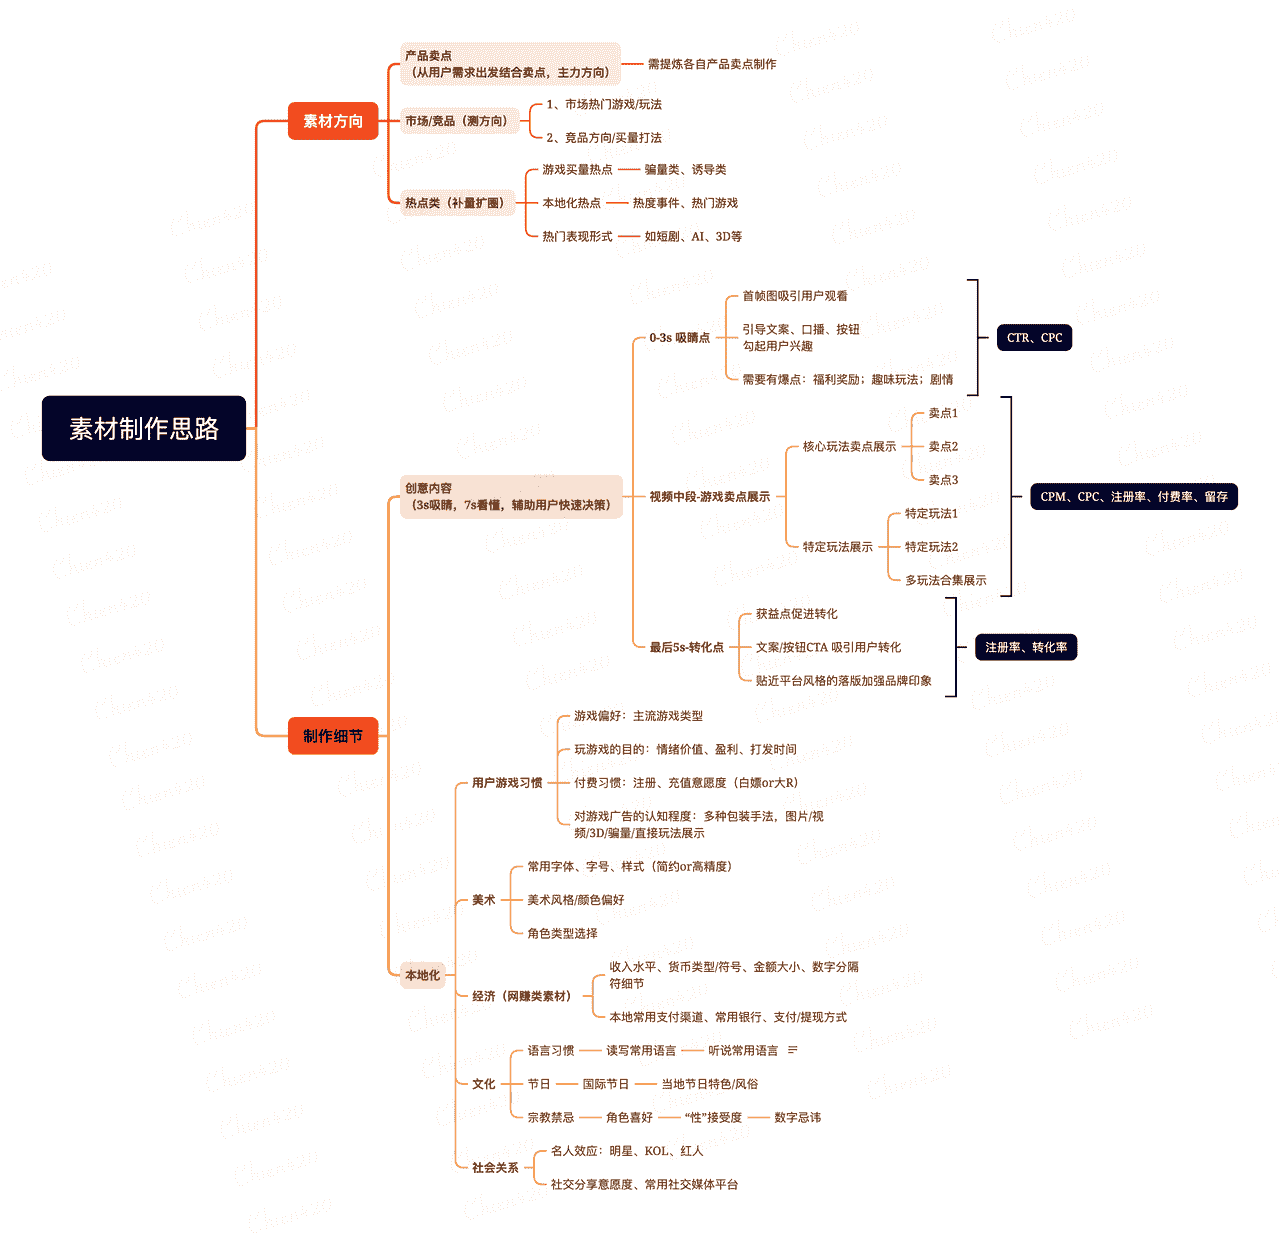 素材制作思路
素材方向
产品卖点
（从用户需求出发结合卖点，主力方向）
需提炼各自产品卖点制作
市场/竞品（测方向）
1、市场热门游戏/玩法
2、竞品方向/买量打法
热点类（补量扩圈）
游戏买量热点
骗量类、诱导类
本地化热点
热度事件、热门游戏
热门表现形式
如短剧、AI、3D等
制作细节
创意内容
（3s吸睛，7s看懂，辅助用户快速决策）
0-3s 吸睛点
首帧图吸引用户观看
引导文案、口播、按钮
勾起用户兴趣
需要有爆点：福利奖励；趣味玩法；剧情
CTR、CPC
视频中段-游戏卖点展示
核心玩法卖点展示
卖点1
卖点2
卖点3
特定玩法展示
特定玩法1
特定玩法2
多玩法合集展示
CPM、CPC、注册率、付费率、留存
最后5s-转化点
获益点促进转化
文案/按钮CTA 吸引用户转化
贴近平台风格的落版加强品牌印象
注册率、转化率
本地化
用户游戏习惯
游戏偏好：主流游戏类型
玩游戏的目的：情绪价值、盈利、打发时间
付费习惯：注册、充值意愿度（白嫖or大R）
对游戏广告的认知程度：多种包装手法，图片/视
频/3D/骗量/直接玩法展示
美术
常用字体、字号、样式（简约or高精度）
美术风格/颜色偏好
角色类型选择
经济（网赚类素材）
收入水平、货币类型/符号、金额大小、数字分隔
符细节
本地常用支付渠道、常用银行、支付/提现方式
文化
语言习惯
读写常用语言
听说常用语言
节日
国际节日
当地节日特色/风俗
宗教禁忌
角色喜好
“性”接受度
数字忌讳
社会关系
名人效应：明星、KOL、红人
社交分享意愿度、常用社交媒体平台